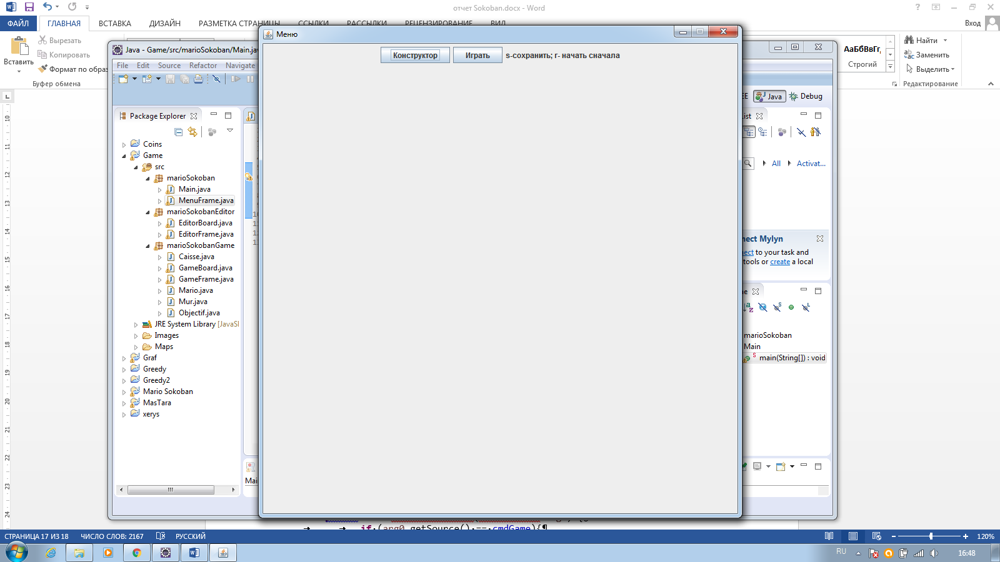 отчет Sokoban.docx - Word
ФАЙЛ ГЛАВНАЯ ВСТАВКА ДИЗАЙН РАЗМЕТКА СТРАНИЦЫ ССЫЛКИ РАССЫЛКИ РЕЦЕНЗИРОВАНИЕ ВИД Вход
Вставить
Вырезать
Копировать
Формат по образ
Буфер обмена
АаБбВвГг,
Строгий
Найти
Заменить
Выделить
Редактирование
Java - Game/src/marioSokoban/Main.jav
File Edit Source Refactor Navigate
EE Java Debug
Package Explorer
Coins
Game
src
marioSokoban
Main.java
MenuFrame.java
marioSokobanEditor
EditorBoard.java
EditorFrame.java
marioSokobanGame
Caisse.java
GameBoard.java
GameFrame.java
Mario.java
Mur.java
Objectif.java
JRE System Library [JavaSI
Images
Maps
Graf
Greedy
Greedy2
Mario Sokoban
MasTara
xerys
Меню
Конструктор Играть s-сохранить; r- начать сначала
ist
All Activat...
nect Mylyn
ect to your task and
tools or create a local
ne
marioSokoban
Main
main(String[]) : void
Mai
if (arg0.getSource() == cmdGame){¶
СТРАНИЦА 17 ИЗ 18 ЧИСЛО СЛОВ: 2167 РУССКИЙ 120%
RU 16:48